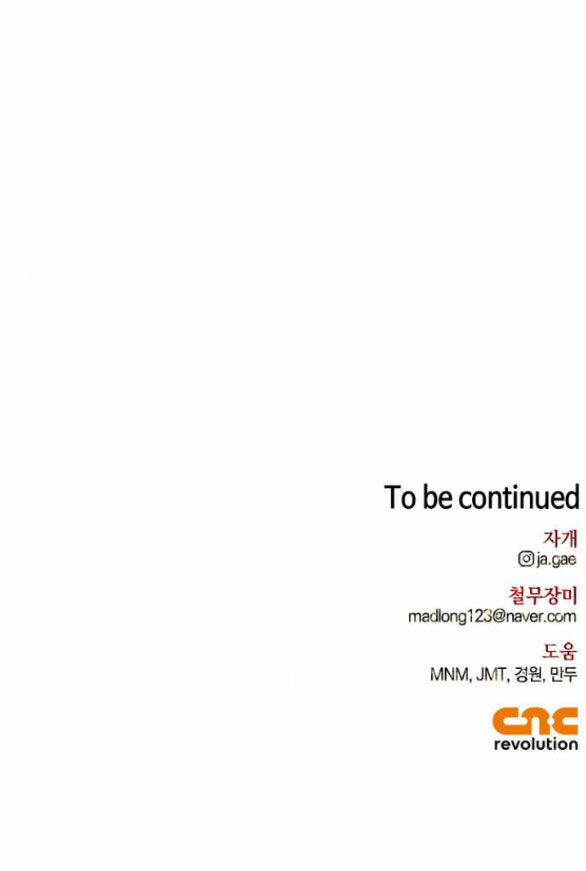 To be continued
자개
ja.gae
철무장미
madlong123@naver.com
도움
MNM, JMT, 경원, 만두
cnc
revolution